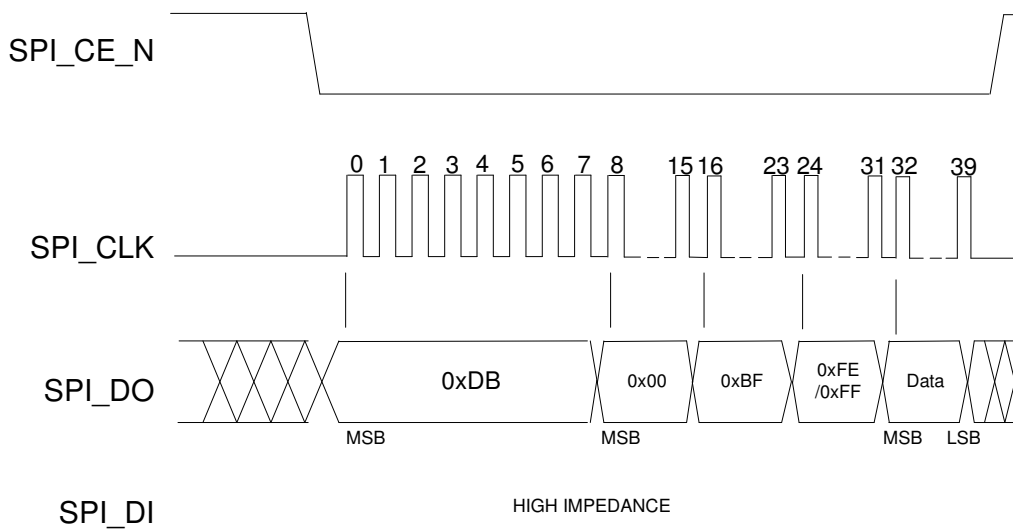 SPI_CE_N
0 1 2 3 4 5 6 7 8 15 16 23 24 31 32 39
SPI_CLK
SPI_DO
0xDB 0x00 0xBF 0xFE /0xFF Data
MSB MSB MSB LSB
SPI_DI
HIGH IMPEDANCE